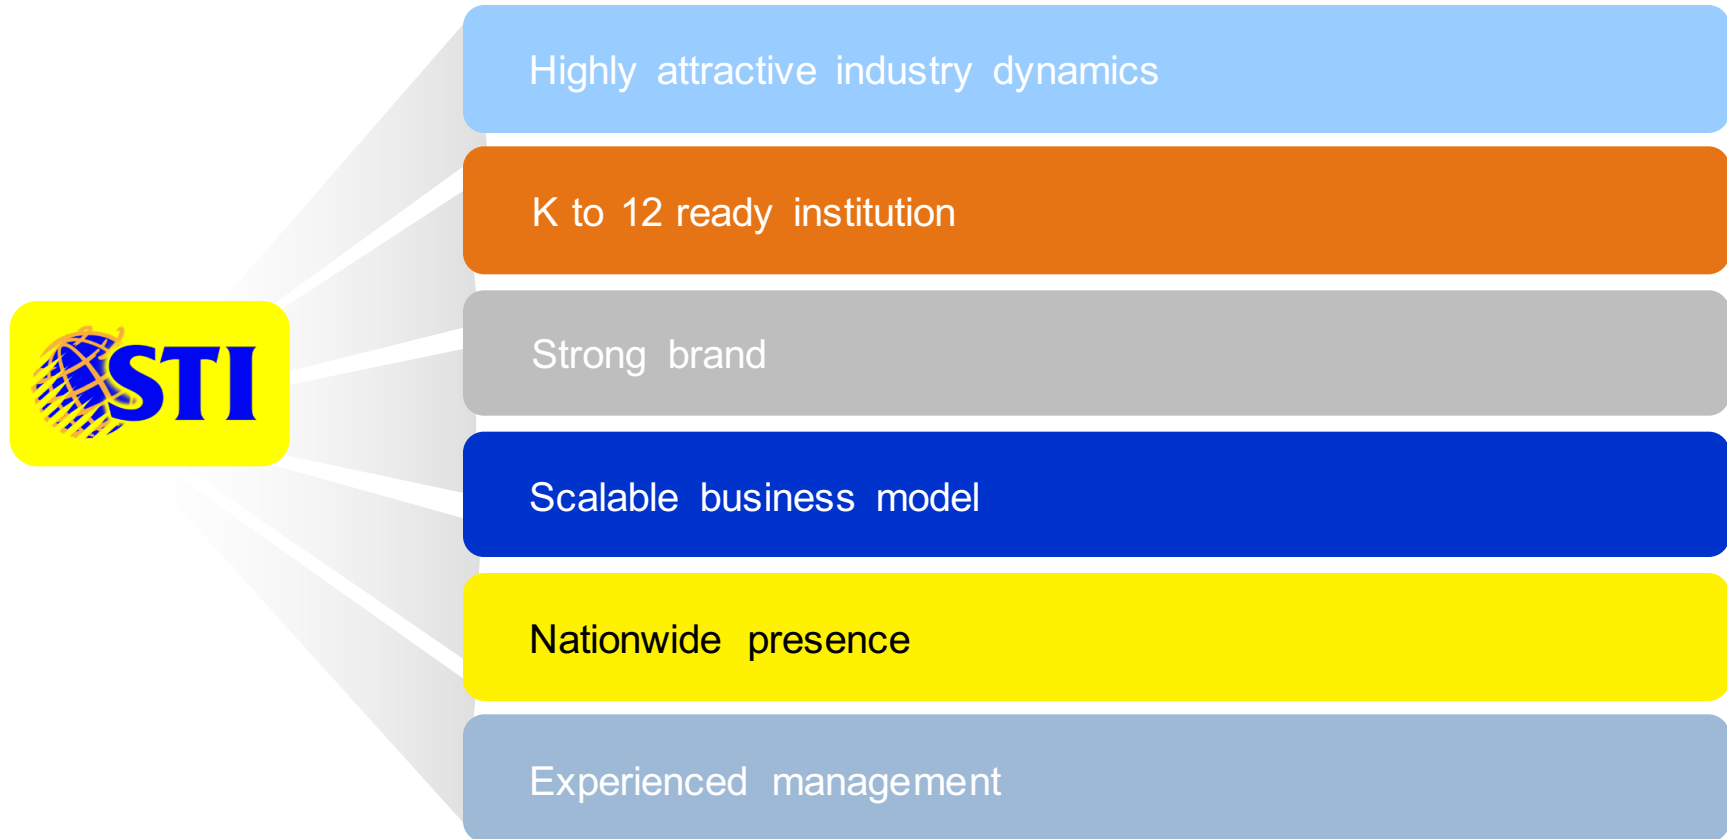 Highly attractive industry dynamics
K to 12 ready institution
Strong brand
STI
Scalable business model
Nationwide presence
Experienced management